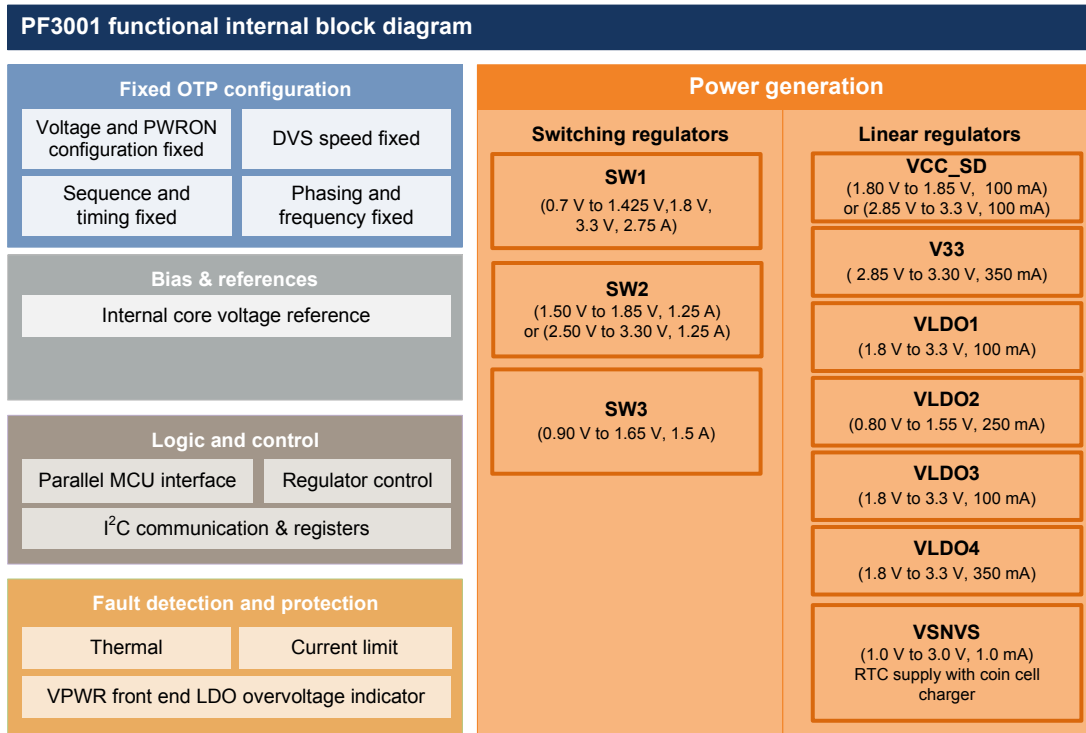 PF3001 functional internal block diagram
Fixed OTP configuration
Voltage and PWRON
configuration fixed
DVS speed fixed
Sequence and
timing fixed
Phasing and
frequency fixed
Bias & references
Internal core voltage reference
Logic and control
Parallel MCU interface
Regulator control
I²C communication & registers
Fault detection and protection
Thermal
Current limit
VPWR front end LDO overvoltage indicator
Power generation
Switching regulators
SW1
(0.7 V to 1.425 V,1.8 V,
3.3 V, 2.75 A)
SW2
(1.50 V to 1.85 V, 1.25 A)
or (2.50 V to 3.30 V, 1.25 A)
SW3
(0.90 V to 1.65 V, 1.5 A)
Linear regulators
VCC_SD
(1.80 V to 1.85 V, 100 mA)
or (2.85 V to 3.3 V, 100 mA)
V33
( 2.85 V to 3.30 V, 350 mA)
VLDO1
(1.8 V to 3.3 V, 100 mA)
VLDO2
(0.80 V to 1.55 V, 250 mA)
VLDO3
(1.8 V to 3.3 V, 100 mA)
VLDO4
(1.8 V to 3.3 V, 350 mA)
VSNVS
(1.0 V to 3.0 V, 1.0 mA)
RTC supply with coin cell
charger